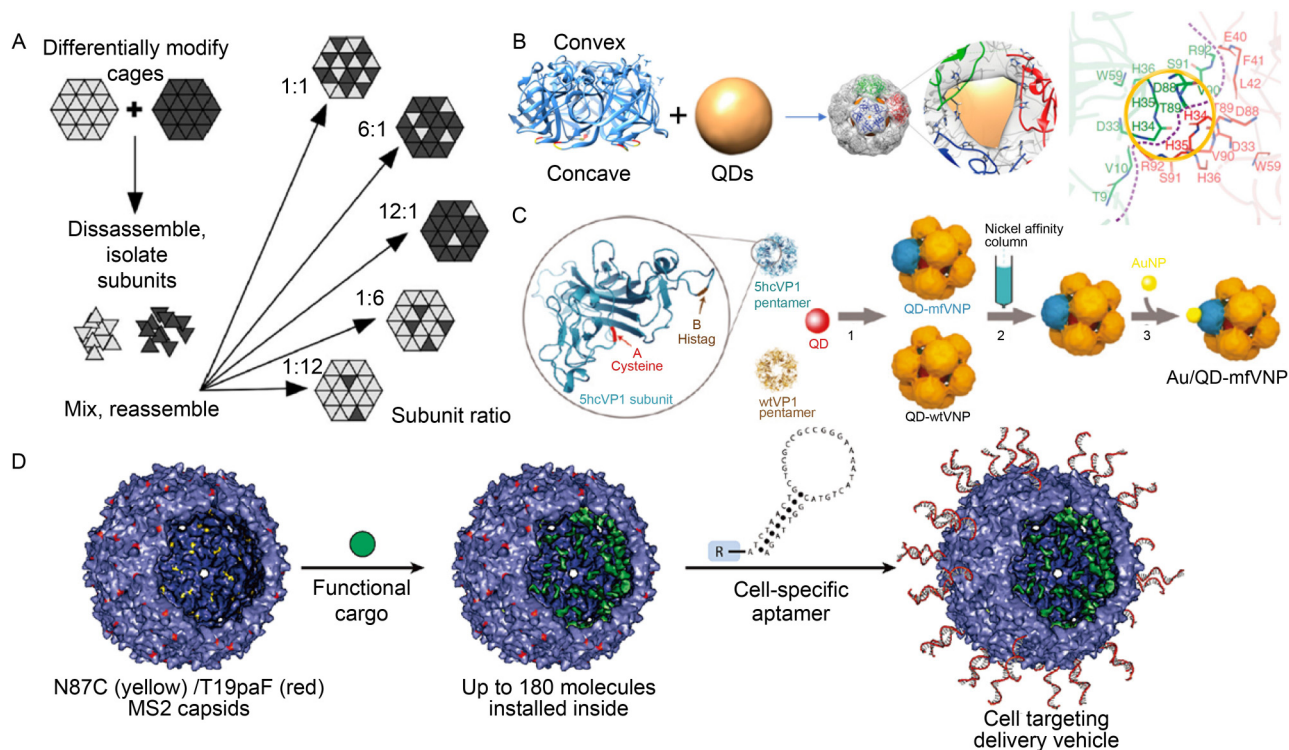 A
Differentially modify
cages
+
1:1
6:1
12:1
1:6
1:12
Disassemble,
isolate
subunits
Mix, reassemble
Subunit ratio
B
Convex
+
Concave
QDs
E40
R92
F41
S91
H36
W59
L42
D88
V90
H35
T89
T89
D88
H34
H34
D33
D33
H35
V90
V10
R92
W59
S91
H36
T9
C
B
Histag
A
Cysteine
5hcVP1 subunit
5hcVP1
pentamer
QD
wtVP1
pentamer
1
QD-mfVNP
QD-wtVNP
Nickel affinity
column
2
AuNP
3
Au/QD-mfVNP
D
N87C (yellow) /T19paF (red)
MS2 capsids
Functional
cargo
Up to 180 molecules
installed inside
R
Cell-specific
aptamer
Cell targeting
delivery vehicle